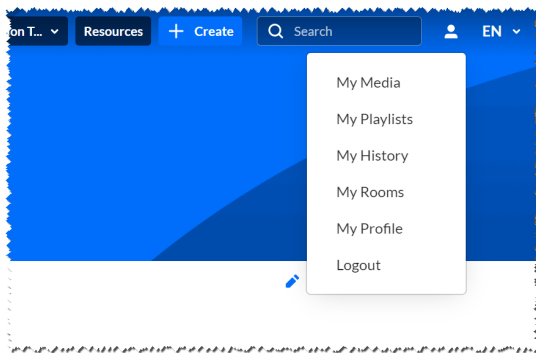 on T... Resources + Create Search EN
My Media
My Playlists
My History
My Rooms
My Profile
Logout